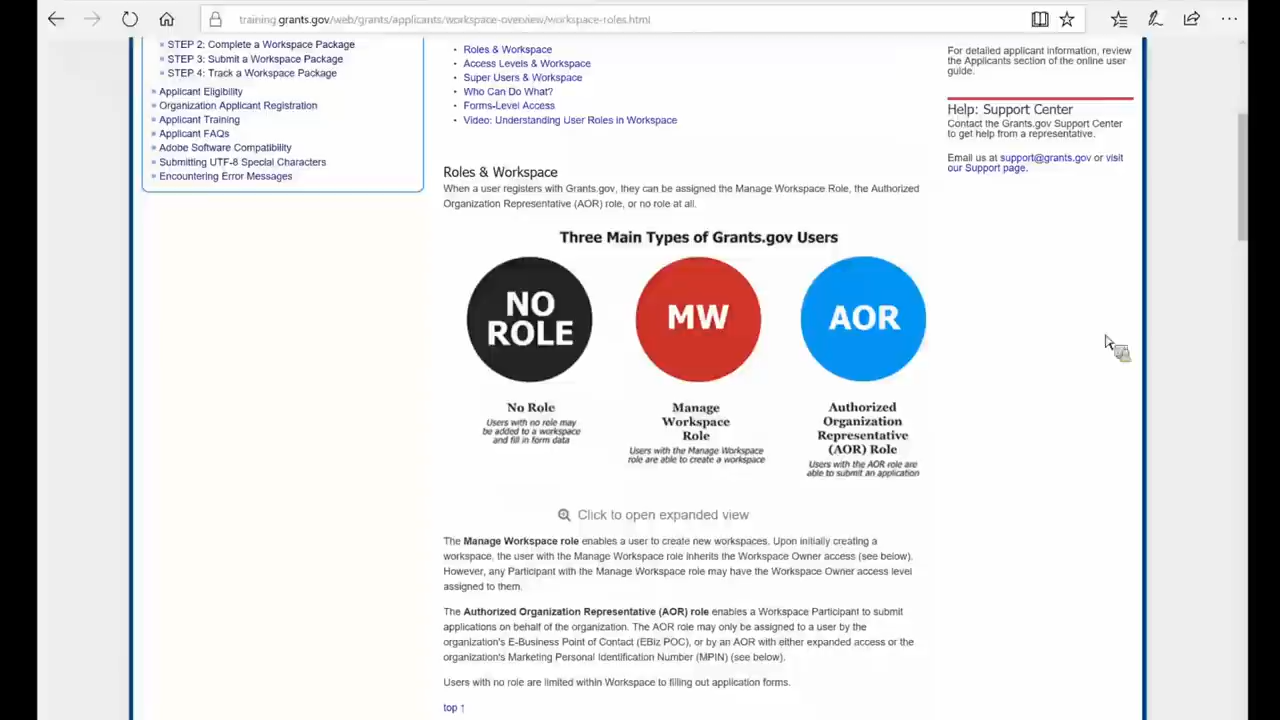 training.grants.gov/web/grants/applicants/workspace-overview/workspace-roles.html
STEP 2: Complete a Workspace Package
STEP 3: Submit a Workspace Package
STEP 4: Track a Workspace Package
Applicant Eligibility
Organization Applicant Registration
Applicant Training
Applicant FAQs
Adobe Software Compatibility
Submitting UTF-8 Special Characters
Encountering Error Messages
Roles & Workspace
Access Levels & Workspace
Super Users & Workspace
Who Can Do What?
Forms-Level Access
Video: Understanding User Roles in Workspace
Roles & Workspace
When a user registers with Grants.gov, they can be assigned the Manage Workspace Role, the Authorized
Organization Representative (AOR) role, or no role at all.
Three Main Types of Grants.gov Users
NO
ROLE
MW
AOR
No Role
Users with no role may
be added to a workspace
and fill in form data
Manage
Workspace
Role
Users with the Manage Workspace
role are able to create a workspace
Authorized
Organization
Representative
(AOR) Role
Users with the AOR role are
able to submit an application
Click to open expanded view
The Manage Workspace role enables a user to create new workspaces. Upon initially creating a
workspace, the user with the Manage Workspace role inherits the Workspace Owner access (see below).
However, any Participant with the Manage Workspace role may have the Workspace Owner access level
assigned to them.
The Authorized Organization Representative (AOR) role enables a Workspace Participant to submit
applications on behalf of the organization. The AOR role may only be assigned to a user by the
organization's E-Business Point of Contact (EBiz POC), or by an AOR with either expanded access or the
organization's Marketing Personal Identification Number (MPIN) (see below).
Users with no role are limited within Workspace to filling out application forms.
top ↑
For detailed applicant information, review
the Applicants section of the online user
guide.
Help: Support Center
Contact the Grants.gov Support Center
to get help from a representative.
Email us at support@grants.gov or visit
our Support page.